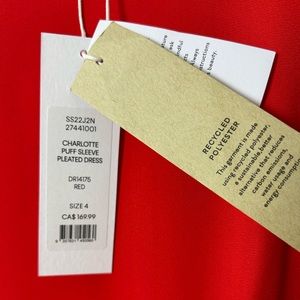 SS22J2N
27441001
CHARLOTTE
PUFF SLEEVE
PLEATED DRESS
DR14175
RED
SIZE 4
CA$ 169.99
RECYCLED
POLYESTER
This garment is made
using recycled polyester,
a sustainable, better
alternative that reduces
carbon emissions,
water usage and
energy consumption